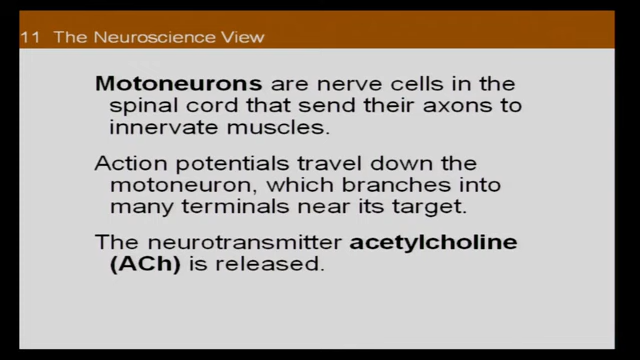 11 The Neuroscience View
Motoneurons are nerve cells in the
spinal cord that send their axons to
innervate muscles.
Action potentials travel down the
motoneuron, which branches into
many terminals near its target.
The neurotransmitter acetylcholine
(ACh) is released.